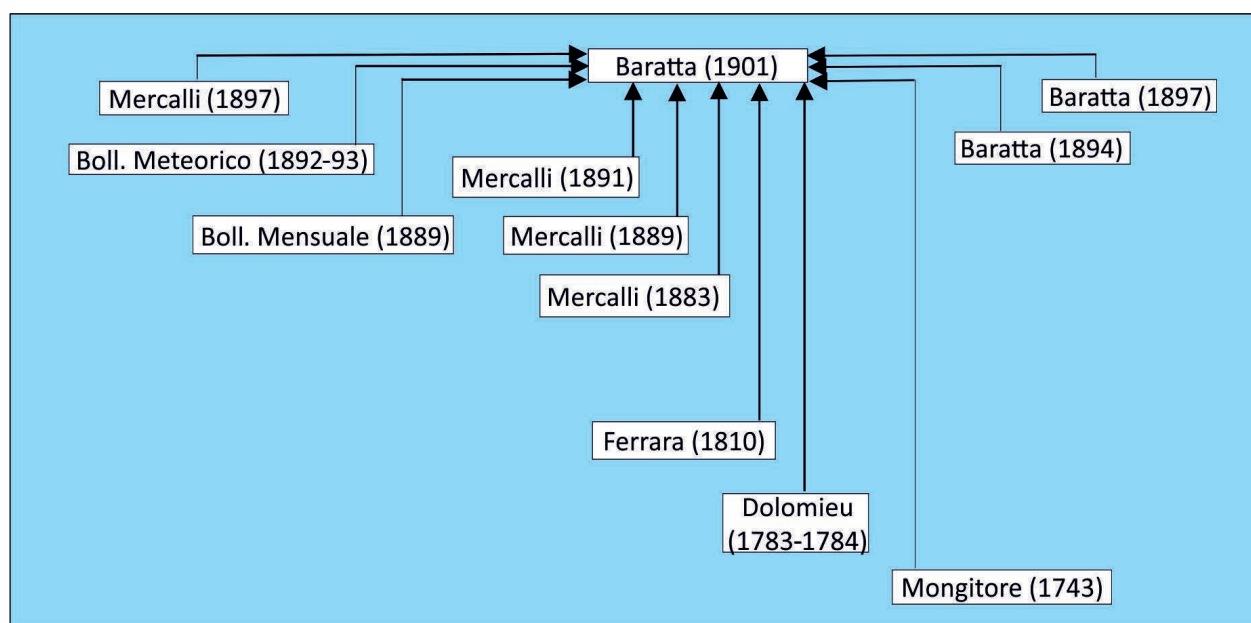 Baratta (1901)
Mercalli (1897)
Baratta (1897)
Boll. Meteorico (1892-93)
Baratta (1894)
Mercalli (1891)
Boll. Mensuale (1889)
Mercalli (1889)
Mercalli (1883)
Ferrara (1810)
Dolomieu
(1783-1784)
Mongitore (1743)